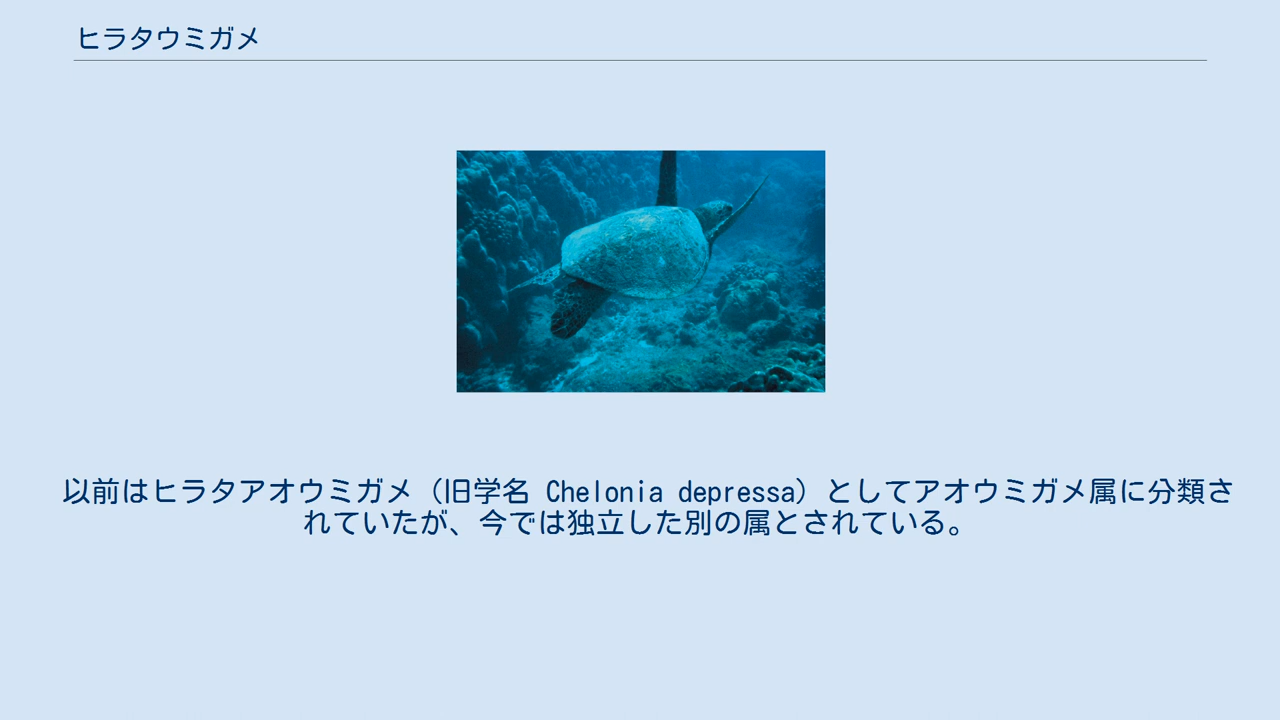 ヒラタウミガメ
以前はヒラタアオウミガメ（旧学名 Chelonia depressa）としてアオウミガメ属に分類さ
れていたが、今では独立した別の属とされている。